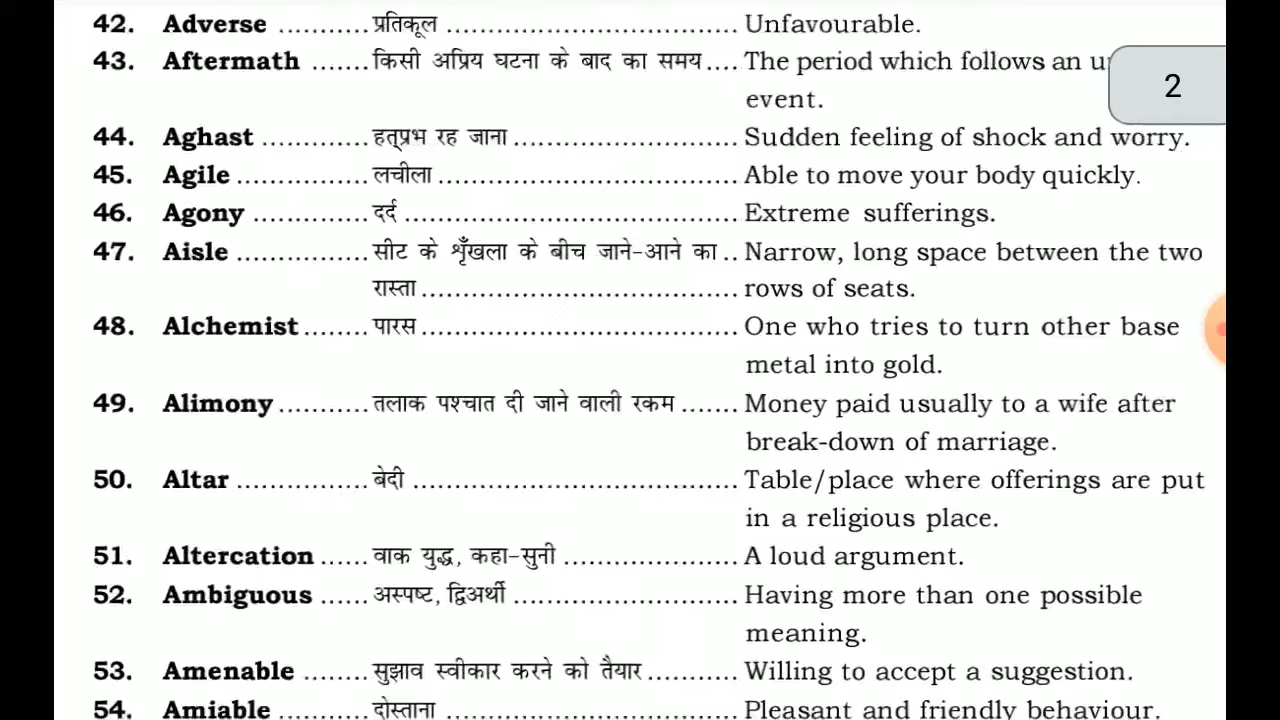 42. Adverse ........... प्रतिकूल ................................... Unfavourable.
43. Aftermath ....... किसी अप्रिय घटना के बाद का समय .... The period which follows an
event.
2
44. Aghast ............. हत्प्रभ रह जाना ........................... Sudden feeling of shock and worry.
45. Agile ................ लचीला .................................... Able to move your body quickly.
46. Agony .............. दर्द ........................................ Extreme sufferings.
47. Aisle ................ सीट के श्रृँखला के बीच जाने-आने का .. Narrow, long space between the two
रास्ता ...................................... rows of seats.
48. Alchemist ........ पारस ...................................... One who tries to turn other base
metal into gold.
49. Alimony ........... तलाक पश्चात दी जाने वाली रकम ....... Money paid usually to a wife after
break-down of marriage.
50. Altar ................ बेदी ....................................... Table/place where offerings are put
in a religious place.
51. Altercation ...... वाक युद्ध, कहा-सुनी ..................... A loud argument.
52. Ambiguous ...... अस्पष्ट, द्विअर्थी ........................... Having more than one possible
meaning.
53. Amenable ........ सुझाव स्वीकार करने को तैयार ........... Willing to accept a suggestion.
54. Amiable ........... दोस्ताना ................................... Pleasant and friendly behaviour.